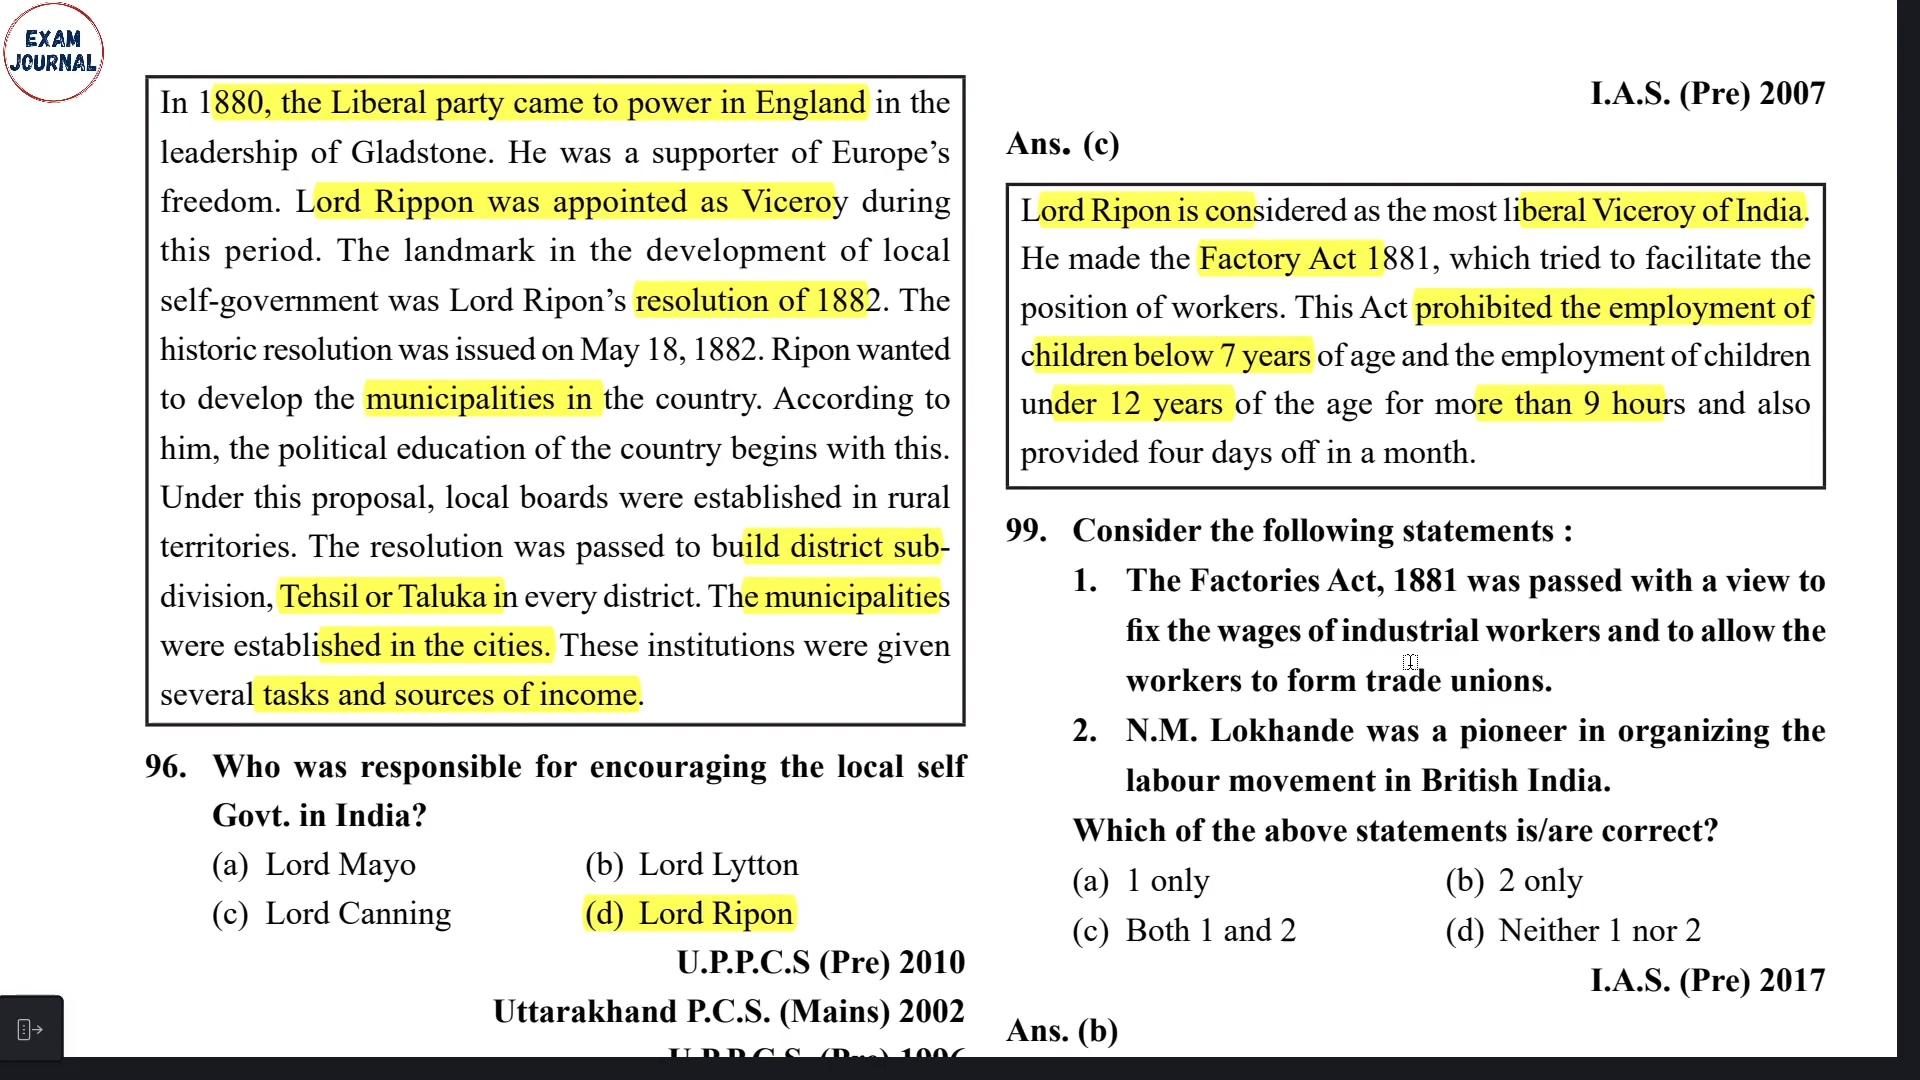 EXAM
JOURNAL
In 1880, the Liberal party came to power in England in the
leadership of Gladstone. He was a supporter of Europe’s
freedom. Lord Rippon was appointed as Viceroy during
this period. The landmark in the development of local
self-government was Lord Ripon’s resolution of 1882. The
historic resolution was issued on May 18, 1882. Ripon wanted
to develop the municipalities in the country. According to
him, the political education of the country begins with this.
Under this proposal, local boards were established in rural
territories. The resolution was passed to build district sub-
division, Tehsil or Taluka in every district. The municipalities
were established in the cities. These institutions were given
several tasks and sources of income.
96. Who was responsible for encouraging the local self
Govt. in India?
(a) Lord Mayo (b) Lord Lytton
(c) Lord Canning (d) Lord Ripon
U.P.P.C.S (Pre) 2010
Uttarakhand P.C.S. (Mains) 2002
U.P.P.C.S. (Pre) 1996
I.A.S. (Pre) 2007
Ans. (c)
Lord Ripon is considered as the most liberal Viceroy of India.
He made the Factory Act 1881, which tried to facilitate the
position of workers. This Act prohibited the employment of
children below 7 years of age and the employment of children
under 12 years of the age for more than 9 hours and also
provided four days off in a month.
99. Consider the following statements :
1. The Factories Act, 1881 was passed with a view to
fix the wages of industrial workers and to allow the
workers to form trade unions.
2. N.M. Lokhande was a pioneer in organizing the
labour movement in British India.
Which of the above statements is/are correct?
(a) 1 only (b) 2 only
(c) Both 1 and 2 (d) Neither 1 nor 2
I.A.S. (Pre) 2017
Ans. (b)